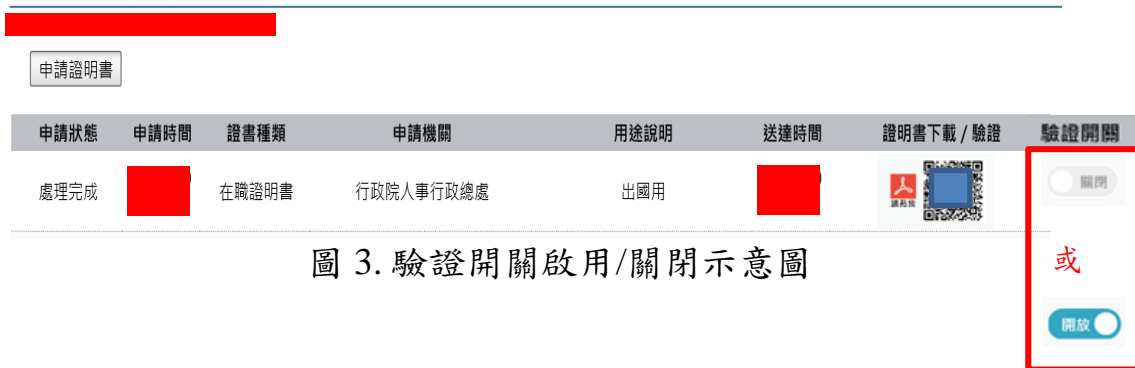 申請證明書
申請狀態 申請時間 證書種類 申請機關 用途說明 送達時間 證明書下載 / 驗證 驗證開關
處理完成 在職證明書 行政院人事行政總處 出國用 關閉
圖 3. 驗證開關啟用/關閉示意圖 或
開放